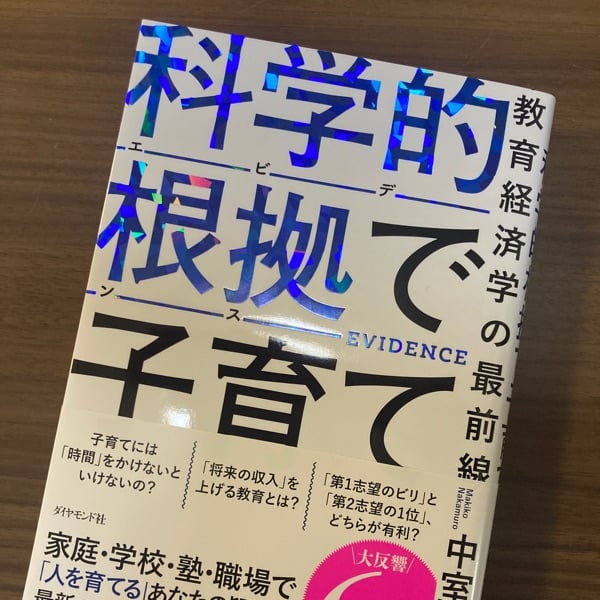 科学的
エビデ
根拠で
ンス
EVIDENCE
子育て
教育経済学の最前線
Makiko
Nakamuro
中室
子育てには
「時間」をかけないと
いけないの?
「将来の収入」を
上げる教育とは?
「第1志望のビリ」と
「第2志望の1位」、
どちらが有利?
ダイヤモンド社
大反響
家庭・学校・塾・職場で
「人を育てる」あなたの
最新